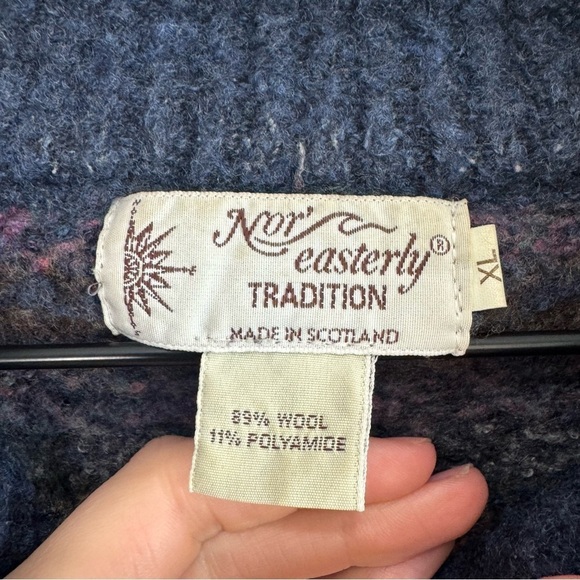 Nor'
easterly®
TRADITION
MADE IN SCOTLAND
XL
89% WOOL
11% POLYAMIDE